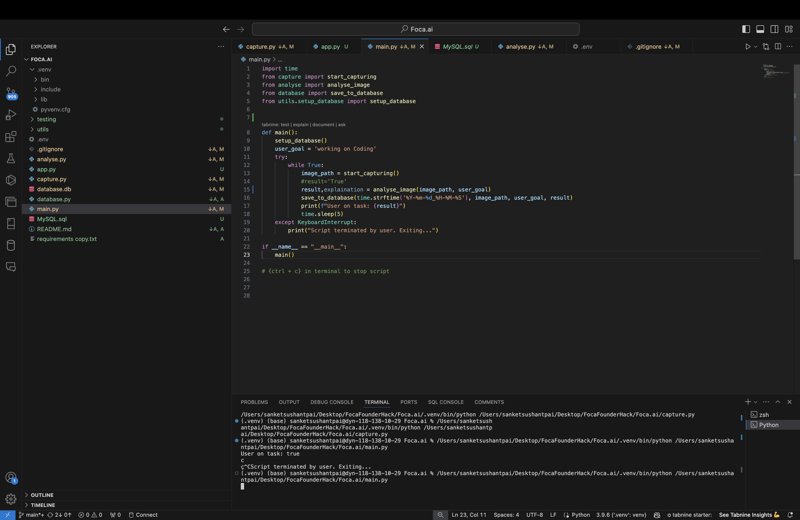 Foca.ai
EXPLORER
FOCA.AI
.venv
bin
include
lib
pyvenv.cfg
testing
utils
.env
.gitignore ↓A, M
analyse.py ↓A, M
app.py U
capture.py ↓A, M
database.db ↓A, M
database.py ↓A, A
main.py ↓A, M
MySQL.sql U
README.md ↓A, M
requirements copy.txt A
OUTLINE
TIMELINE
capture.py ↓A, M app.py U main.py ↓A, M MySQL.sql U analyse.py ↓A, M .env .gitignore ↓A, M
main.py > ...
1 import time
2 from capture import start_capturing
3 from analyse import analyse_image
4 from database import save_to_database
5 from utils.setup_database import setup_database
6
7
tabnine: test | explain | document | ask
8 def main():
9 setup_database()
10 user_goal = 'working on Coding'
11 try:
12 while True:
13 image_path = start_capturing()
14 #result='True'
15 result,explaination = analyse_image(image_path, user_goal)
16 save_to_database(time.strftime('%Y-%m-%d_%H-%M-%S'), image_path, user_goal, result)
17 print(f"User on task: {result}")
18 time.sleep(5)
19 except KeyboardInterrupt:
20 print("Script terminated by user. Exiting...")
21
22 if __name__ == "__main__":
23 main()
24
25 # {ctrl + c} in terminal to stop script
26
27
28
PROBLEMS OUTPUT DEBUG CONSOLE TERMINAL PORTS SQL CONSOLE COMMENTS
/Users/sanketsushantpai/Desktop/FocaFounderHack/Foca.ai/.venv/bin/python /Users/sanketsushantpai/Desktop/FocaFounderHack/Foca.ai/capture.py
(.venv) (base) sanketsushantpai@dyn-118-138-10-29 Foca.ai % /Users/sanketsush
antpai/Desktop/FocaFounderHack/Foca.ai/.venv/bin/python /Users/sanketsushantp
ai/Desktop/FocaFounderHack/Foca.ai/capture.py
(.venv) (base) sanketsushantpai@dyn-118-138-10-29 Foca.ai % /Users/sanketsushantpai/Desktop/FocaFounderHack/Foca.ai/.venv/bin/python /Users/sanketsusha
ntpai/Desktop/FocaFounderHack/Foca.ai/main.py
User on task: true
c
ç^CScript terminated by user. Exiting...
(.venv) (base) sanketsushantpai@dyn-118-138-10-29 Foca.ai % /Users/sanketsushantpai/Desktop/FocaFounderHack/Foca.ai/.venv/bin/python /Users/sanketsusha
ntpai/Desktop/FocaFounderHack/Foca.ai/main.py
zsh
Python
main*+ 2↓ 0↑ 0 0 0 Connect Ln 23, Col 11 Spaces: 4 UTF-8 LF Python 3.9.6 ('.venv': venv) tabnine starter: See Tabnine Insights